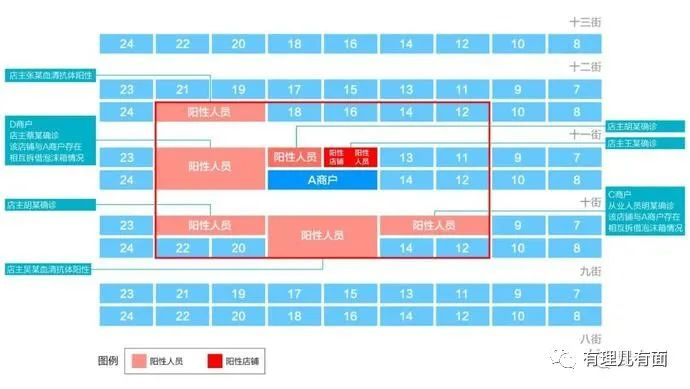 十三街
24 22 20 18 16 14 12 10 8
十二街
店主张某血清抗体阳性
23 21 19 17 15 13 11 9 7
24 阳性人员 18 16 14 12 10 8
D商户
店主蔡某确诊
该店铺与A商户存在
相互拆借泡沫箱情况
店主胡某确诊
十一街
店主王某确诊
23 阳性人员 阳性人员 13 11 9 7
阳性 阳性
店铺 人员
24 A商户 14 12 10 8
C商户
从业人员明某确诊
该店铺与A商户存在
相互拆借泡沫箱情况
十街
店主胡某确诊
23 阳性人员 阳性人员 9 7
阳性人员
24 22 20 14 12 10 8
店主吴某血清抗体阳性
九街
23 21 19 17 15 13 11 9 7
24 22 20 18 16 14 12 10 8
八街
图例 阳性人员 阳性店铺
有理儿有面